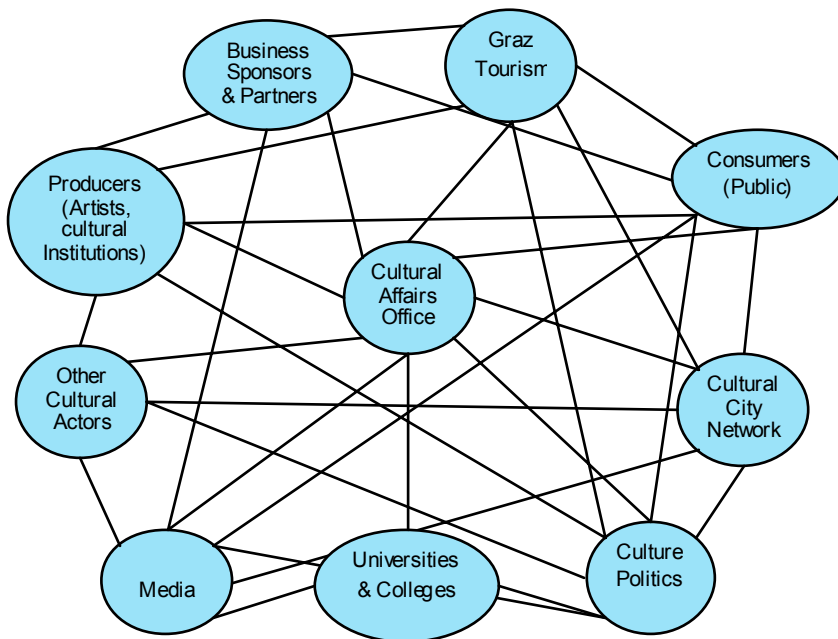 Business
Sponsors
& Partners
Graz
Tourism
Consumers
(Public)
Producers
(Artists,
cultural
Institutions)
Cultural
Affairs
Office
Other
Cultural
Actors
Cultural
City
Network
Media
Universities
& Colleges
Culture
Politics